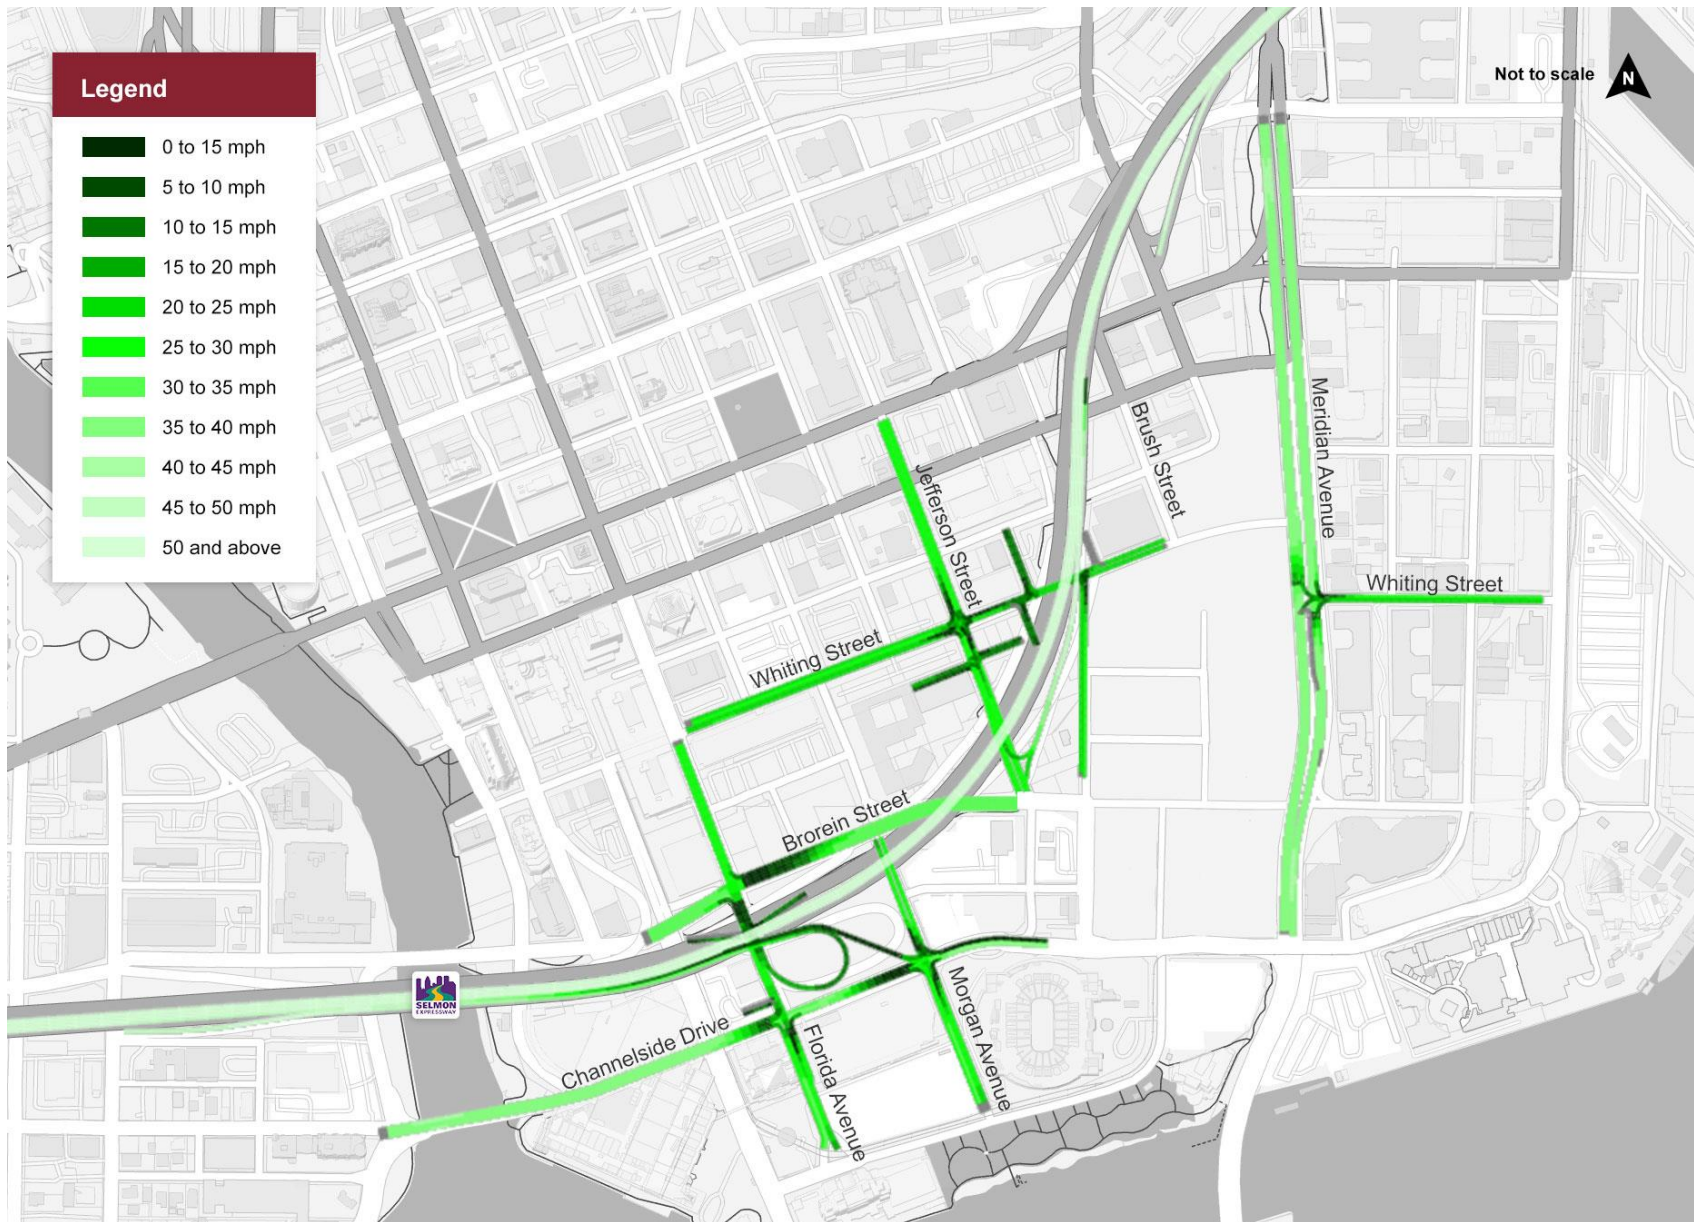 Legend
0 to 15 mph
5 to 10 mph
10 to 15 mph
15 to 20 mph
20 to 25 mph
25 to 30 mph
30 to 35 mph
35 to 40 mph
40 to 45 mph
45 to 50 mph
50 and above
Not to scale
N
Meridian Avenue
Brush Street
Jefferson Street
Whiting Street
Whiting Street
Brorein Street
SELMON
EXPRESSWAY
Channelside Drive
Florida Avenue
Morgan Avenue